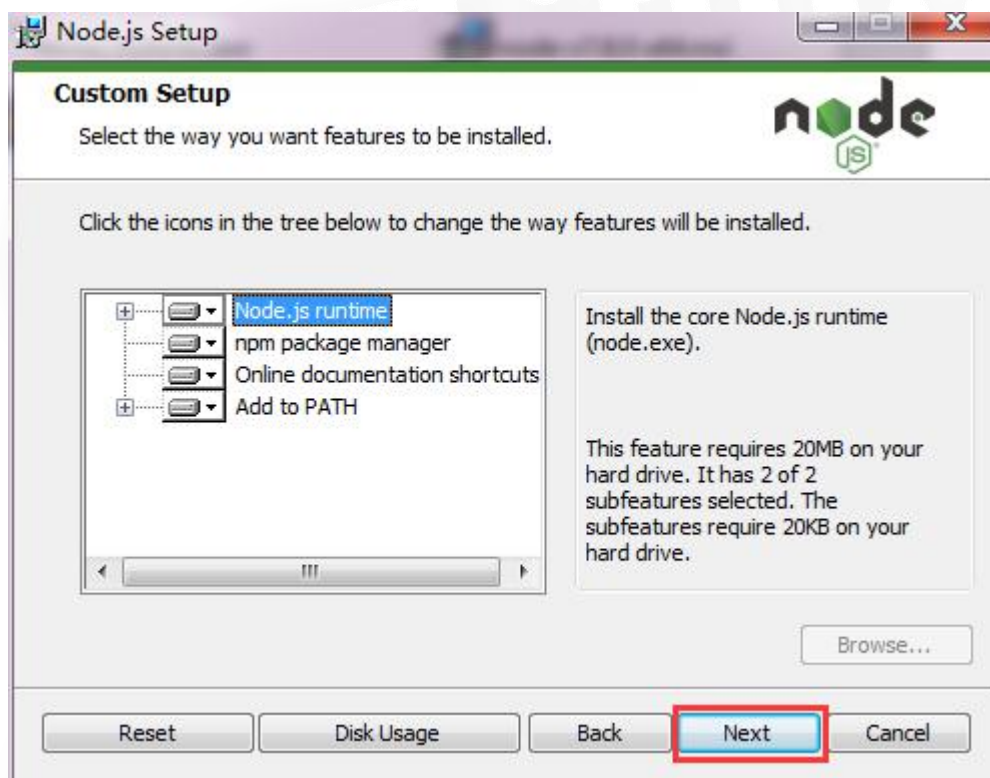 Node.js Setup
Custom Setup
Select the way you want features to be installed.
node
JS
Click the icons in the tree below to change the way features will be installed.
Node.js runtime
npm package manager
Online documentation shortcuts
Add to PATH
Install the core Node.js runtime
(node.exe).
This feature requires 20MB on your
hard drive. It has 2 of 2
subfeatures selected. The
subfeatures require 20KB on your
hard drive.
Browse...
Reset
Disk Usage
Back
Next
Cancel